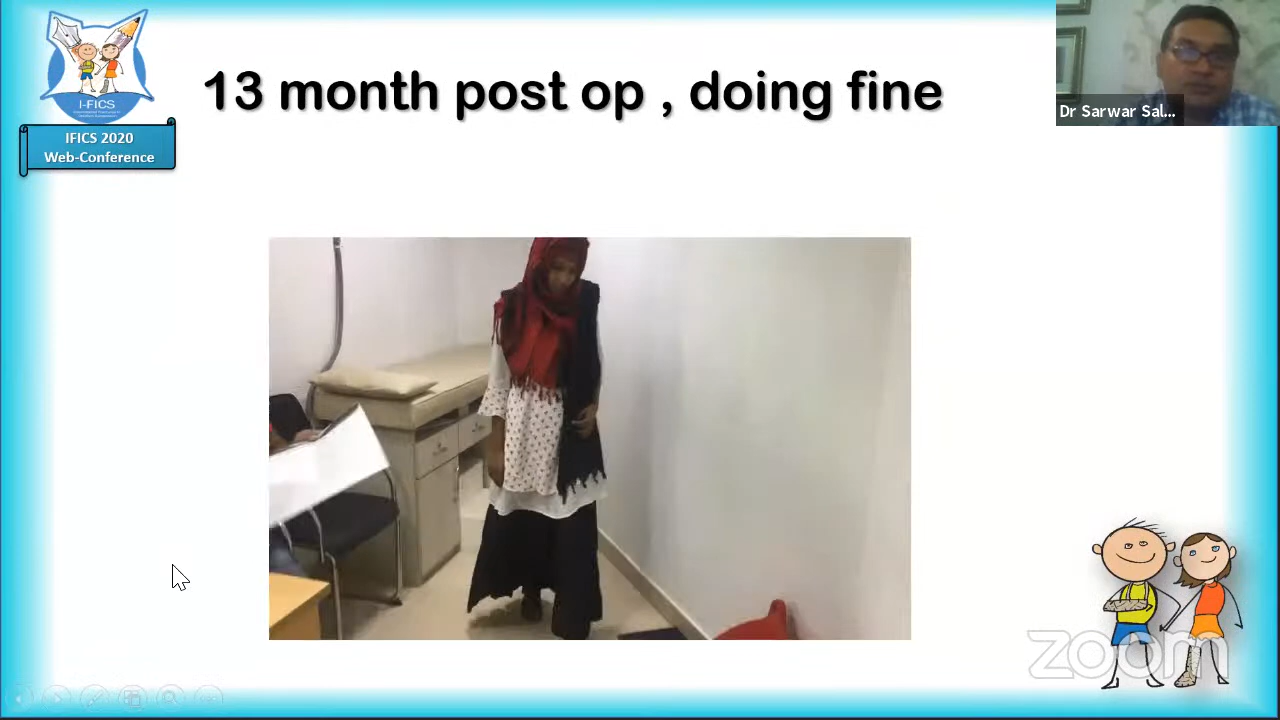 13 month post op , doing fine
I-FICS
IFICS 2020
Web-Conference
Dr Sarwar Sal...
zoom